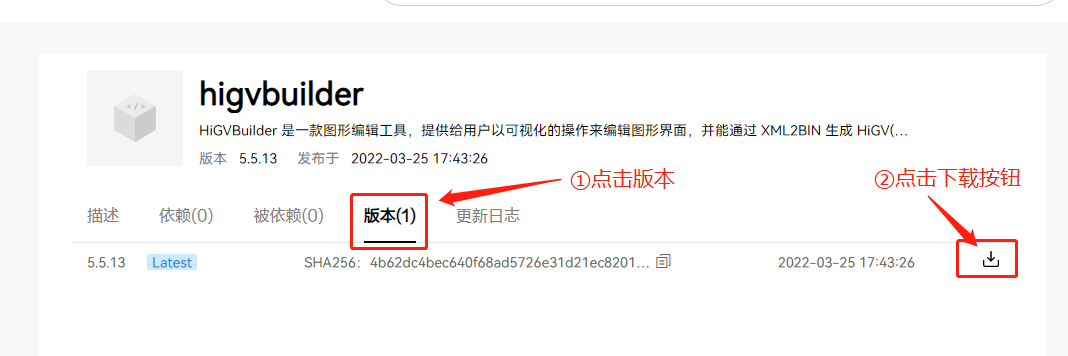 higvbuilder
HiGVBuilder 是一款图形编辑工具，提供给用户以可视化的操作来编辑图形界面，并能通过 XML2BIN 生成 HiGV(...
版本 5.5.13 发布于 2022-03-25 17:43:26
①点击版本
②点击下载按钮
描述 依赖(0) 被依赖(0) 版本(1) 更新日志
5.5.13 Latest SHA256：4b62dc4bec640f68ad5726e31d21ec8201... 2022-03-25 17:43:26